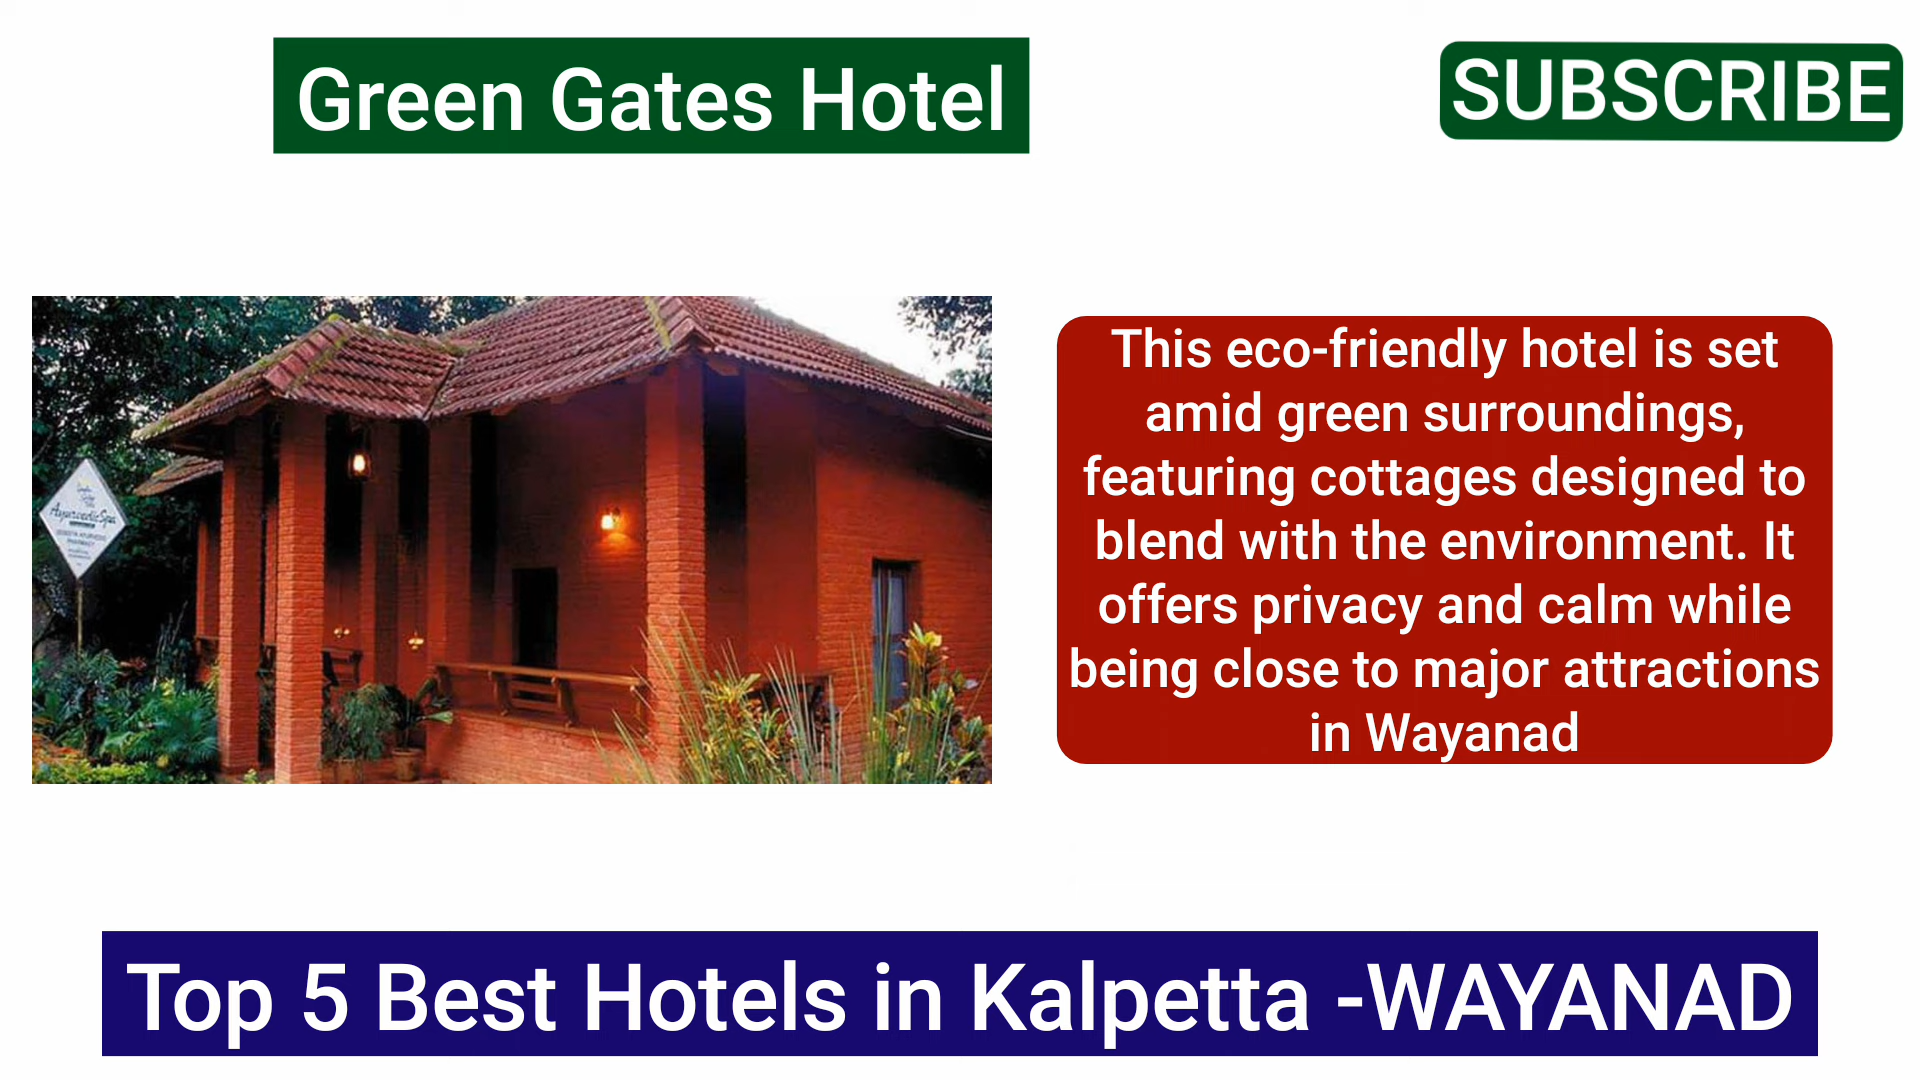 Green Gates Hotel
SUBSCRIBE
Ayurvedic Spa
This eco-friendly hotel is set
amid green surroundings,
featuring cottages designed to
blend with the environment. It
offers privacy and calm while
being close to major attractions
in Wayanad
Top 5 Best Hotels in Kalpetta -WAYANAD